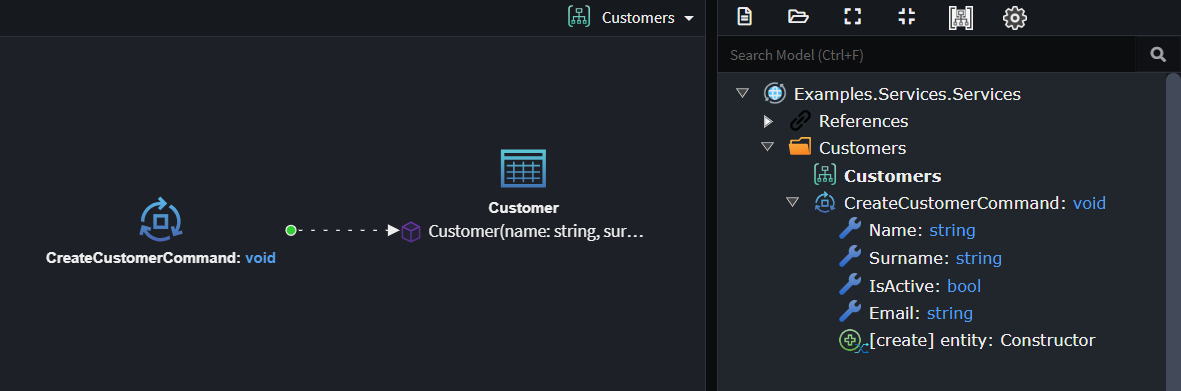 Customers
CreateCustomerCommand: void
Customer
Customer(name: string, sur...
Search Model (Ctrl+F)
Examples.Services.Services
References
Customers
Customers
CreateCustomerCommand: void
Name: string
Surname: string
IsActive: bool
Email: string
[create] entity: Constructor